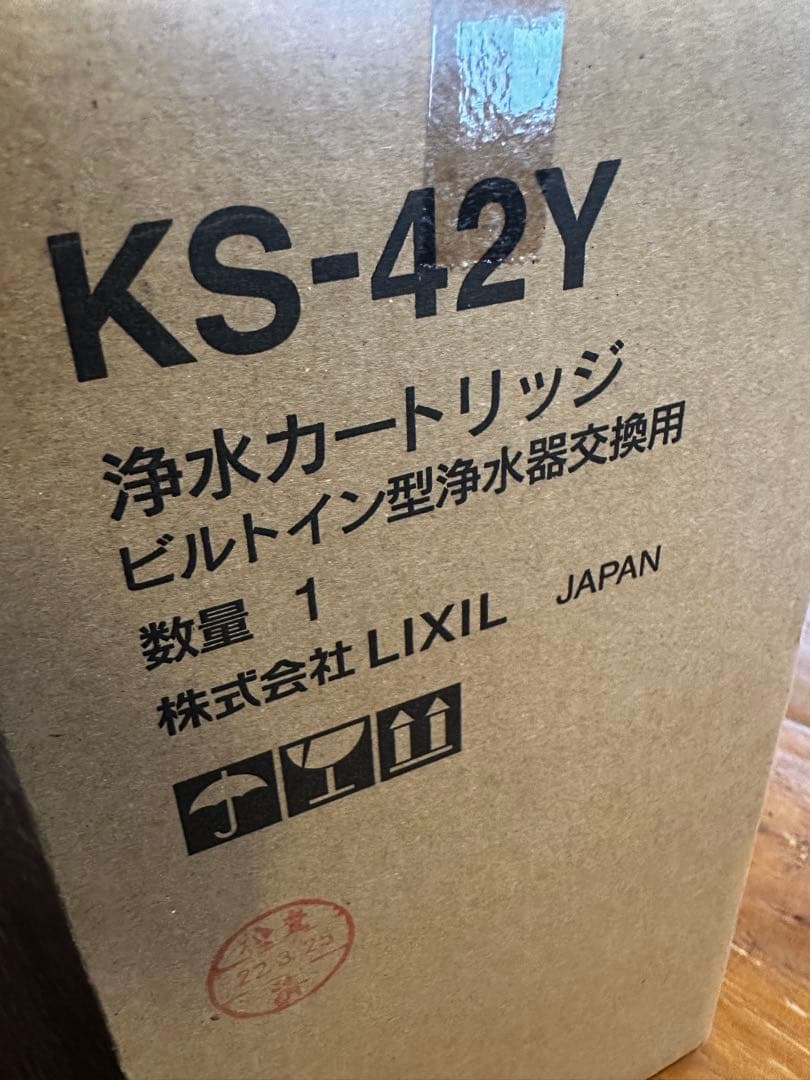 KS-42Y
浄水カートリッジ
ビルトイン型浄水器交換用
数量 1
株式会社 LIXIL JAPAN